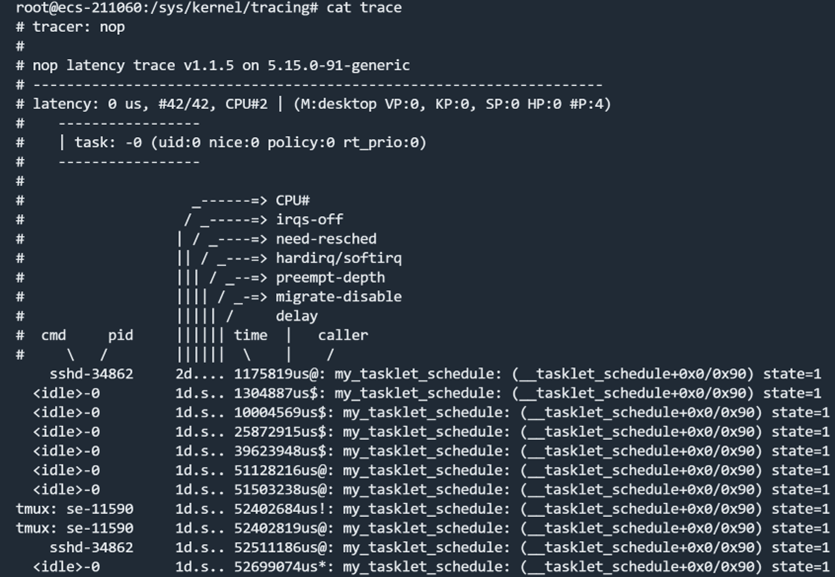 root@ecs-211060:/sys/kernel/tracing# cat trace
# tracer: nop
#
# nop latency trace v1.1.5 on 5.15.0-91-generic
# --------------------------------------------------------------------
# latency: 0 us, #42/42, CPU#2 | (M:desktop VP:0, KP:0, SP:0 HP:0 #P:4)
#    -----------------
#    | task: -0 (uid:0 nice:0 policy:0 rt_prio:0)
#    -----------------
#
#                    _------=> CPU#
#                   / _-----=> irqs-off
#                  | / _----=> need-resched
#                  || / _---=> hardirq/softirq
#                  ||| / _--=> preempt-depth
#                  |||| / _-=> migrate-disable
#                  ||||| /     delay
#  cmd     pid     |||||| time  |   caller
#     \   /        ||||||  \    |    /
    sshd-34862     2d.... 1175819us@: my_tasklet_schedule: (__tasklet_schedule+0x0/0x90) state=1
  <idle>-0         1d.s.. 1304887us$: my_tasklet_schedule: (__tasklet_schedule+0x0/0x90) state=1
  <idle>-0         1d.s.. 10004569us$: my_tasklet_schedule: (__tasklet_schedule+0x0/0x90) state=1
  <idle>-0         1d.s.. 25872915us$: my_tasklet_schedule: (__tasklet_schedule+0x0/0x90) state=1
  <idle>-0         1d.s.. 39623948us$: my_tasklet_schedule: (__tasklet_schedule+0x0/0x90) state=1
  <idle>-0         1d.s.. 51128216us@: my_tasklet_schedule: (__tasklet_schedule+0x0/0x90) state=1
  <idle>-0         1d.s.. 51503238us@: my_tasklet_schedule: (__tasklet_schedule+0x0/0x90) state=1
tmux: se-11590     1d.s.. 52402684us!: my_tasklet_schedule: (__tasklet_schedule+0x0/0x90) state=1
tmux: se-11590     1d.s.. 52402819us@: my_tasklet_schedule: (__tasklet_schedule+0x0/0x90) state=1
    sshd-34862     1d.s.. 52511186us@: my_tasklet_schedule: (__tasklet_schedule+0x0/0x90) state=1
  <idle>-0         1d.s.. 52699074us*: my_tasklet_schedule: (__tasklet_schedule+0x0/0x90) state=1